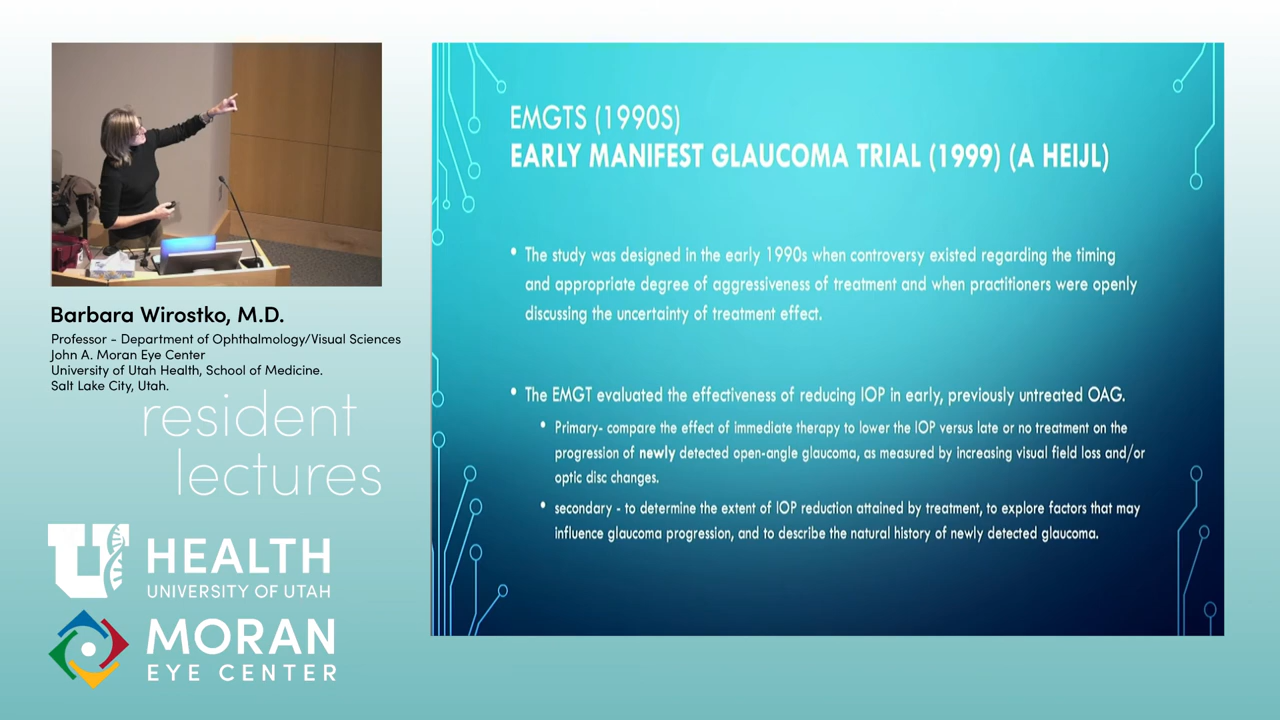 EMGTS (1990S)
EARLY MANIFEST GLAUCOMA TRIAL (1999) (A HEIJL)
• The study was designed in the early 1990s when controversy existed regarding the timing
and appropriate degree of aggressiveness of treatment and when practitioners were openly
discussing the uncertainty of treatment effect.
• The EMGT evaluated the effectiveness of reducing IOP in early, previously untreated OAG.
• Primary- compare the effect of immediate therapy to lower the IOP versus late or no treatment on the
progression of newly detected open-angle glaucoma, as measured by increasing visual field loss and/or
optic disc changes.
• secondary - to determine the extent of IOP reduction attained by treatment, to explore factors that may
influence glaucoma progression, and to describe the natural history of newly detected glaucoma.
Barbara Wirostko, M.D.
Professor - Department of Ophthalmology/Visual Sciences
John A. Moran Eye Center
University of Utah Health, School of Medicine.
Salt Lake City, Utah.
resident
lectures
U HEALTH
UNIVERSITY OF UTAH
MORAN
EYE CENTER